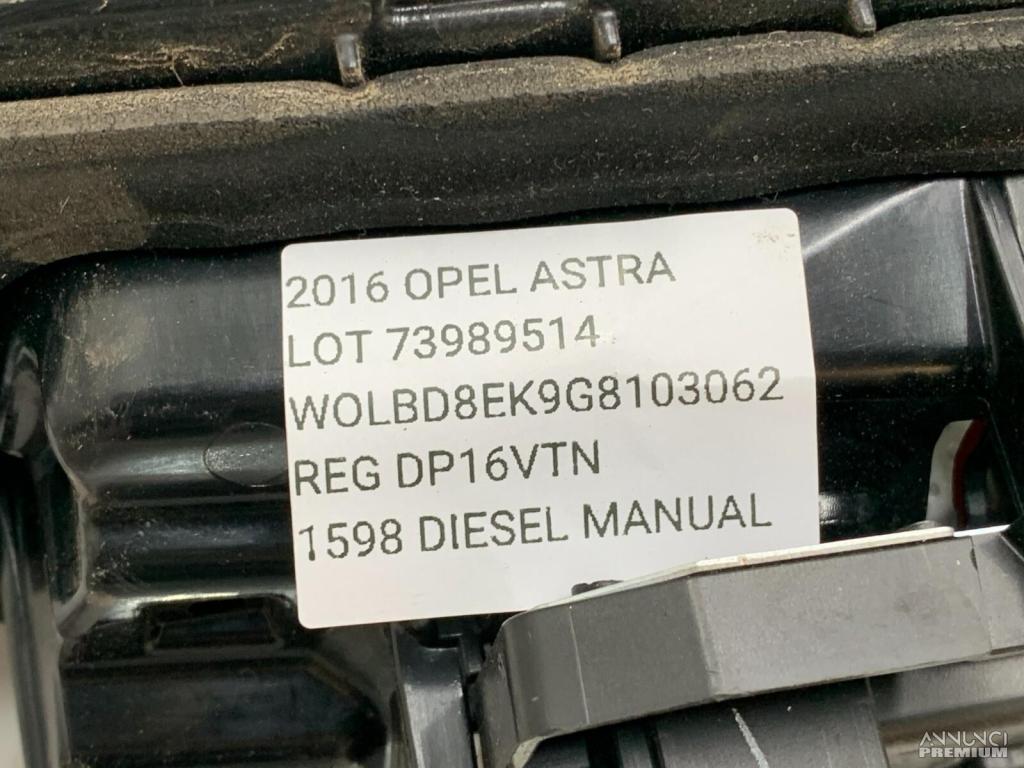 2016 OPEL ASTRA
LOT 73989514
WOLBD8EK9G8103062
REG DP16VTN
1598 DIESEL MANUAL
ANNUNCI
PREMIUM